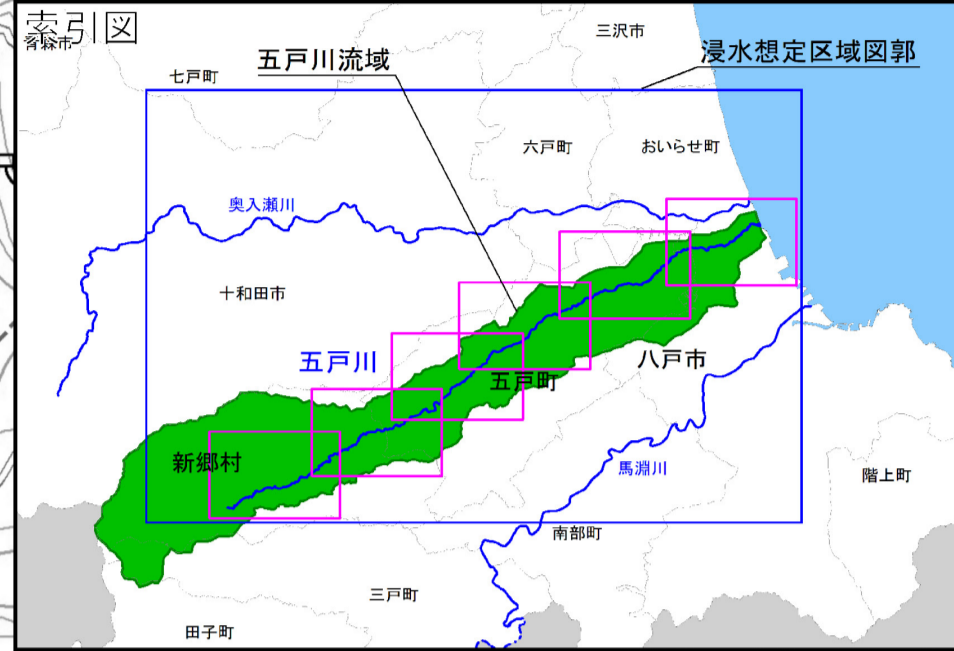 索引図
青森市
三沢市
五戸川流域
浸水想定区域図郭
七戸町
六戸町
おいらせ町
奥入瀬川
十和田市
五戸川
八戸市
五戸町
新郷村
馬淵川
階上町
南部町
三戸町
田子町